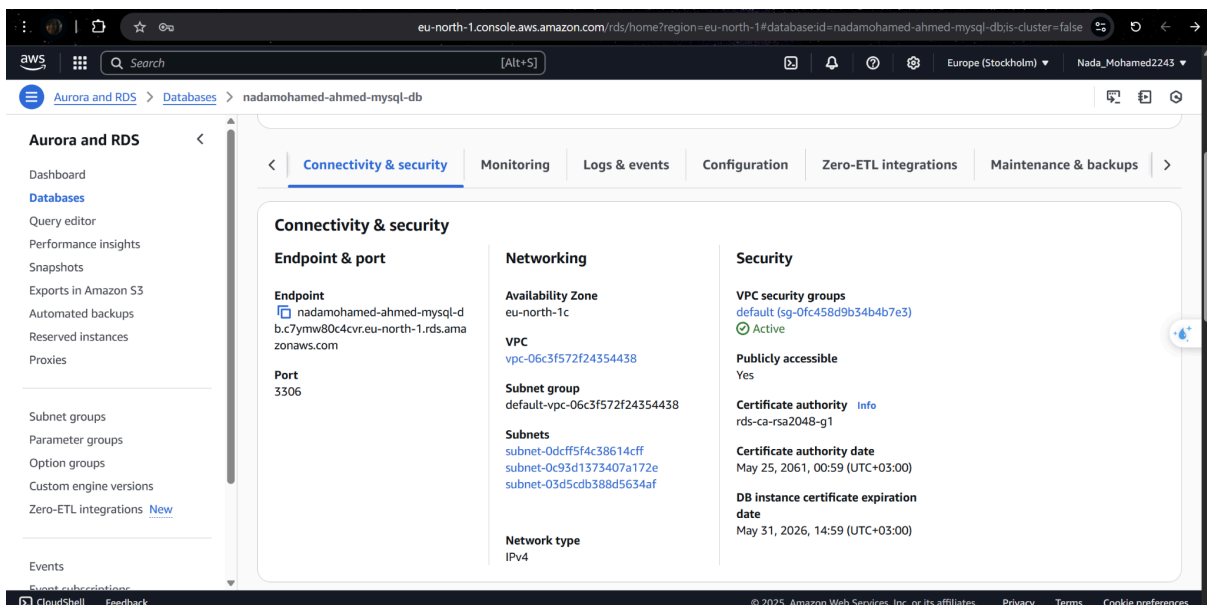 eu-north-1.console.aws.amazon.com/rds/home?region=eu-north-1#database:id=nadamohamed-ahmed-mysql-db;is-cluster=false
aws
Search
[Alt+S]
Europe (Stockholm)
Nada_Mohamed2243
Aurora and RDS > Databases > nadamohamed-ahmed-mysql-db
Aurora and RDS
Dashboard
Databases
Query editor
Performance insights
Snapshots
Exports in Amazon S3
Automated backups
Reserved instances
Proxies
Subnet groups
Parameter groups
Option groups
Custom engine versions
Zero-ETL integrations New
Events
Event subscriptions
Connectivity & security
Monitoring
Logs & events
Configuration
Zero-ETL integrations
Maintenance & backups
Connectivity & security
Endpoint & port
Endpoint
nadamohamed-ahmed-mysql-d
b.c7ymw80c4cvr.eu-north-1.rds.ama
zonaws.com
Port
3306
Networking
Availability Zone
eu-north-1c
VPC
vpc-06c3f572f24354438
Subnet group
default-vpc-06c3f572f24354438
Subnets
subnet-0dcff5f4c38614cff
subnet-0c93d1373407a172e
subnet-03d5cdb388d5634af
Network type
IPv4
Security
VPC security groups
default (sg-0fc458d9b34b4b7e3)
Active
Publicly accessible
Yes
Certificate authority Info
rds-ca-rsa2048-g1
Certificate authority date
May 25, 2061, 00:59 (UTC+03:00)
DB instance certificate expiration
date
May 31, 2026, 14:59 (UTC+03:00)
CloudShell
Feedback
© 2025, Amazon Web Services, Inc. or its affiliates.
Privacy
Terms
Cookie preferences